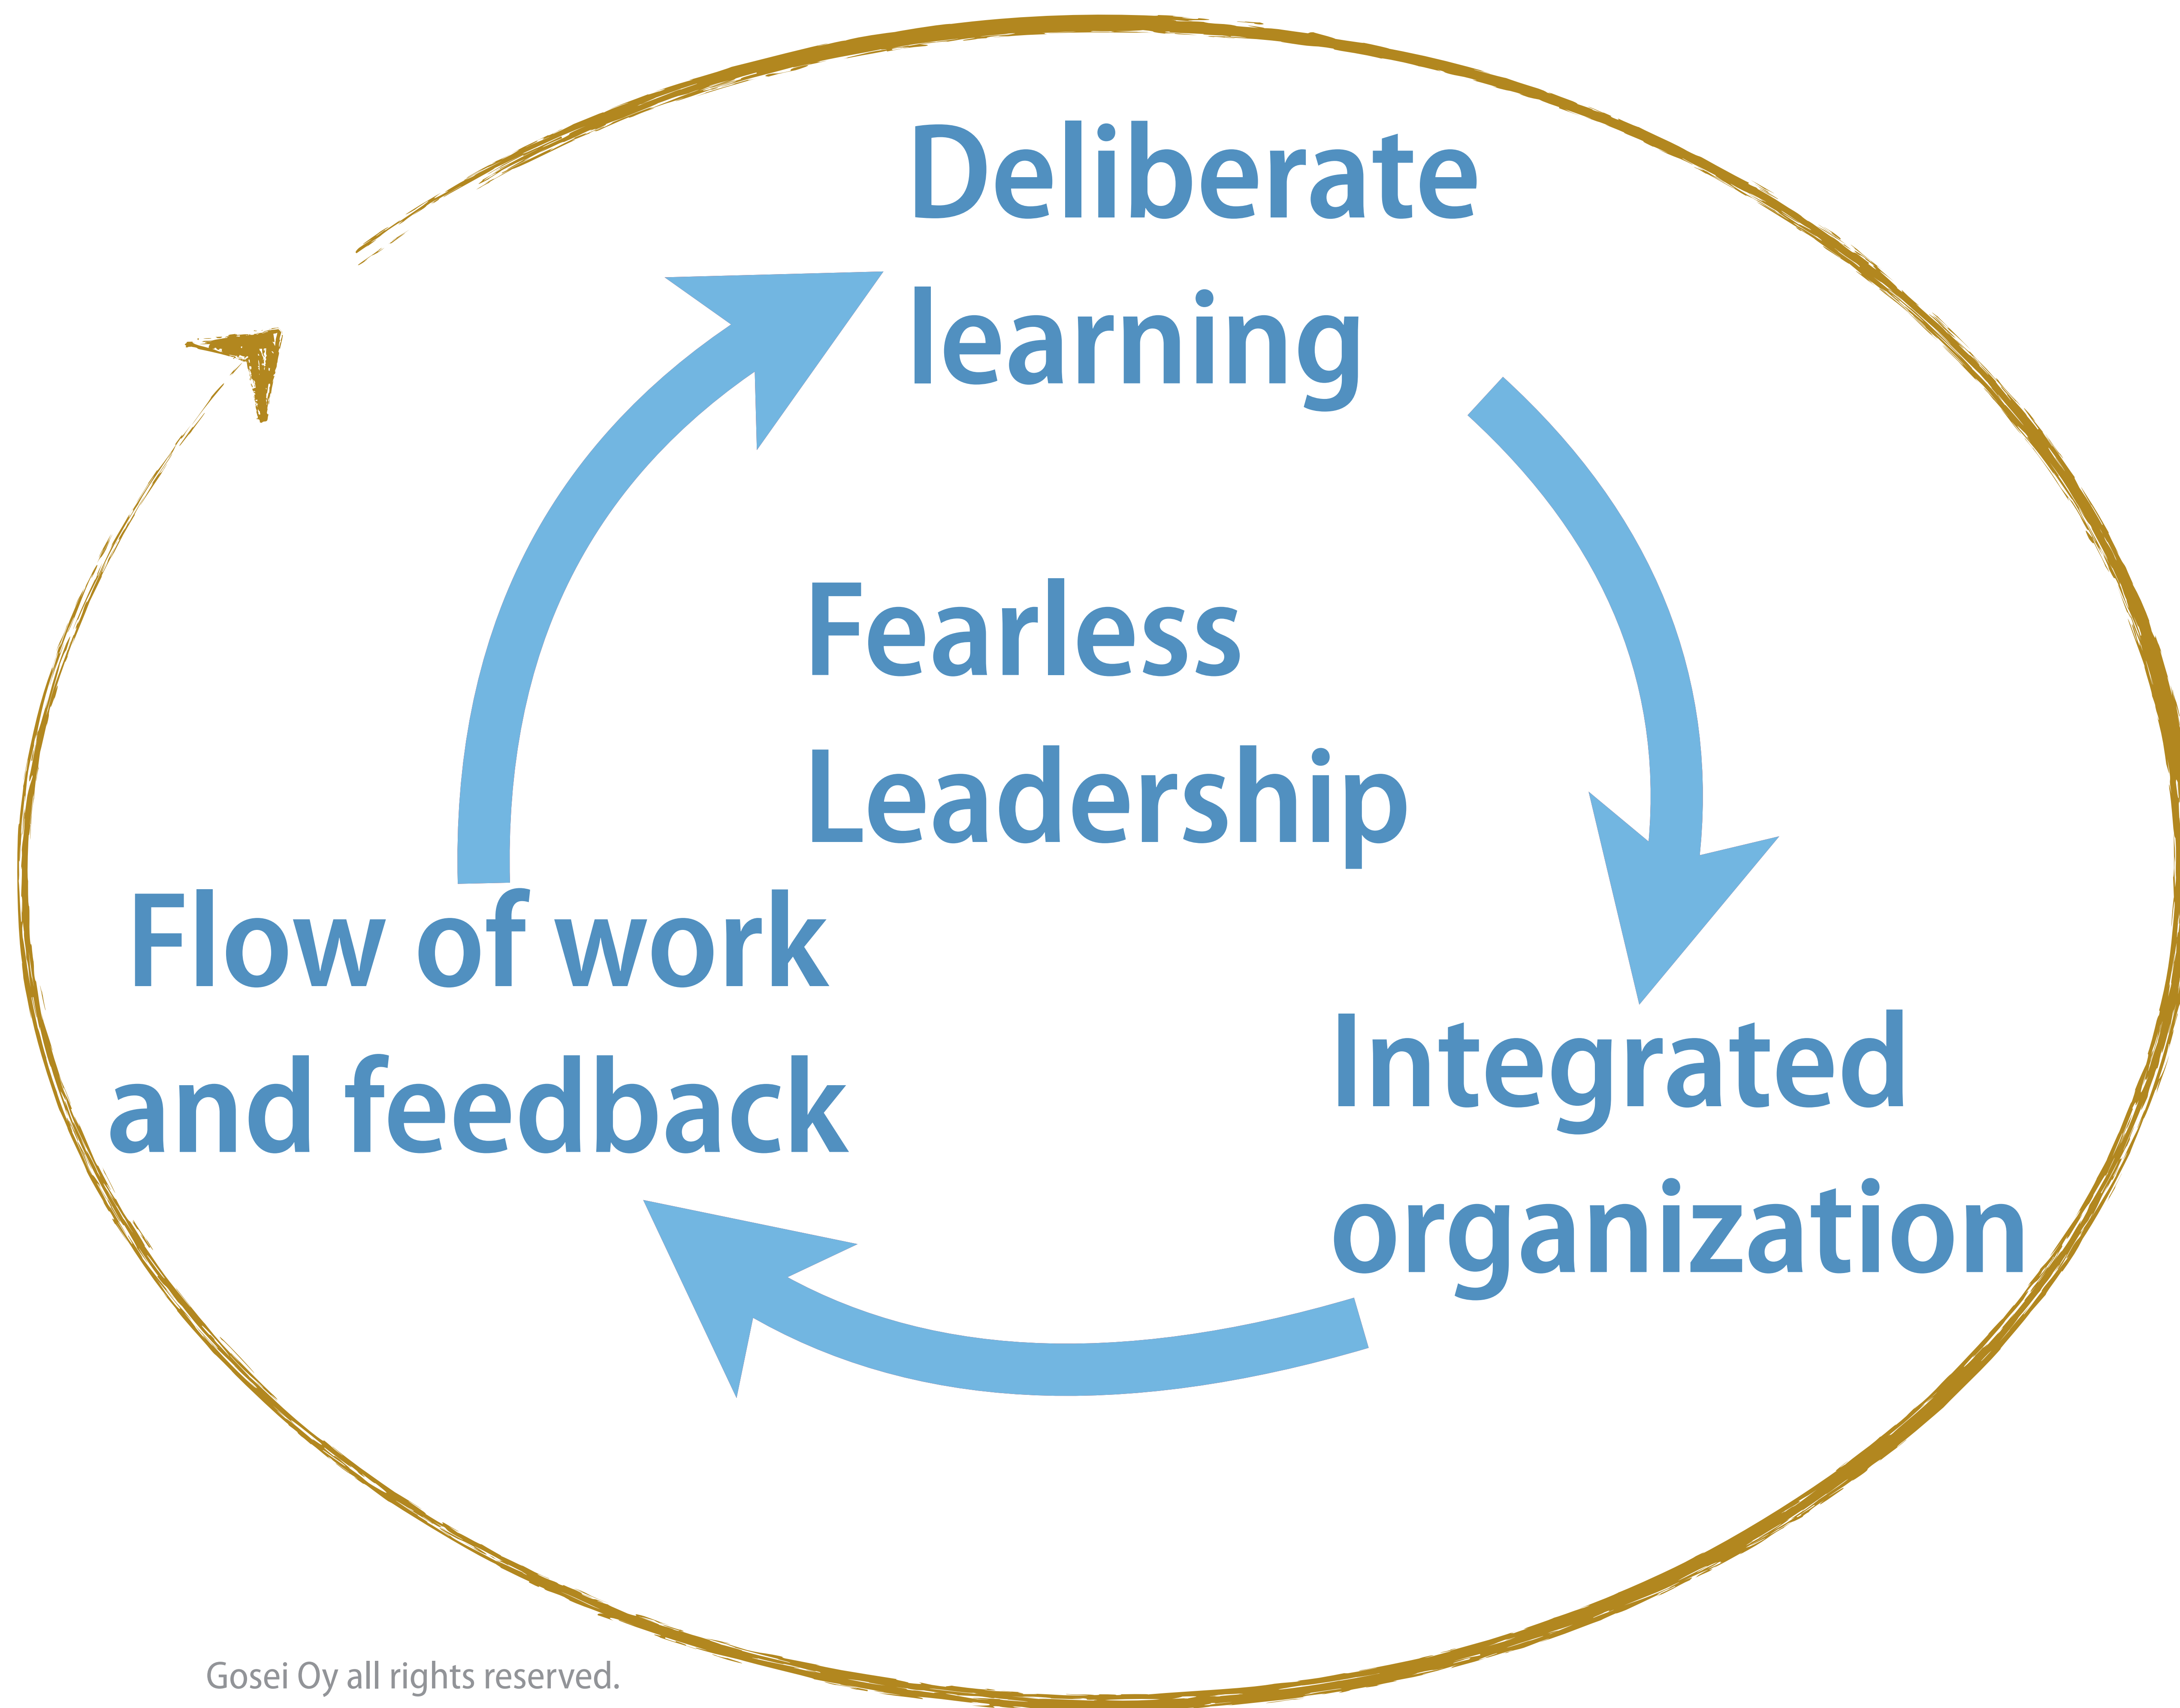 Deliberate
learning
Fearless
Leadership
Flow of work
and feedback
Integrated
organization
Gosei Oy all rights reserved.